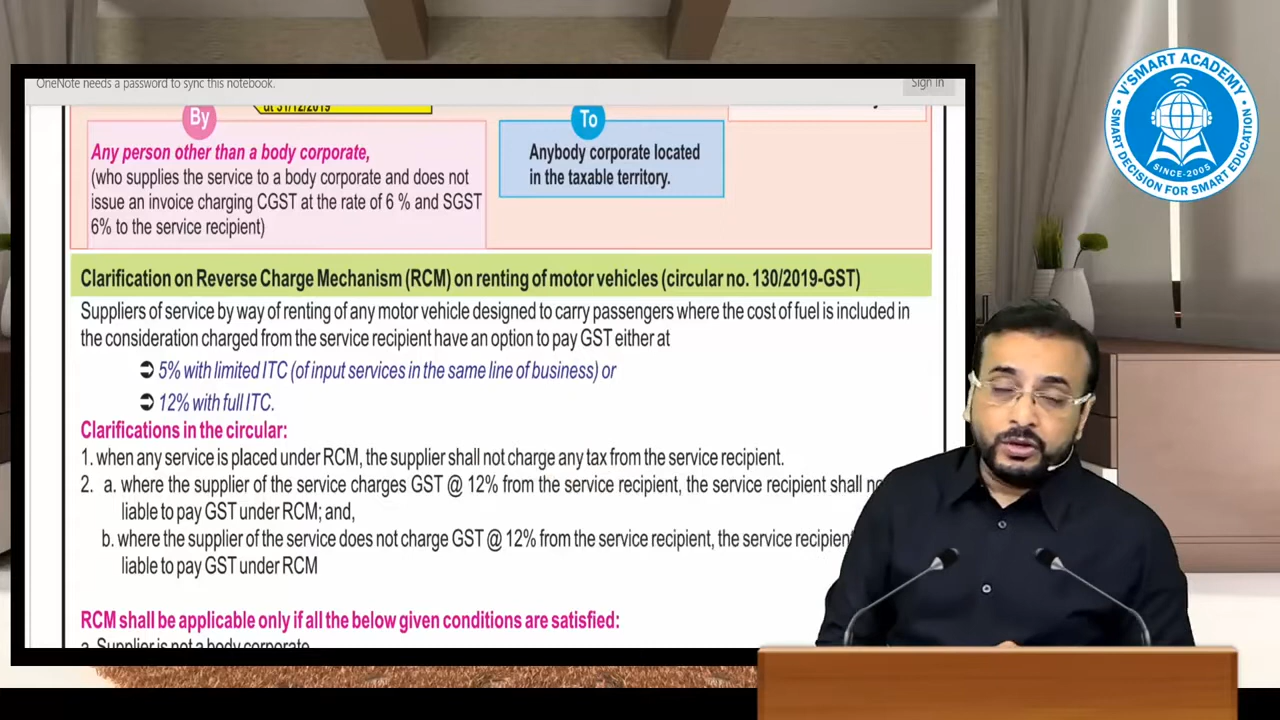 OneNote needs a password to sync this notebook.
Sign in
at 31/12/2019
By
To
Any person other than a body corporate,
(who supplies the service to a body corporate and does not
issue an invoice charging CGST at the rate of 6 % and SGST
6% to the service recipient)
Anybody corporate located
in the taxable territory.
Clarification on Reverse Charge Mechanism (RCM) on renting of motor vehicles (circular no. 130/2019-GST)
Suppliers of service by way of renting of any motor vehicle designed to carry passengers where the cost of fuel is included in
the consideration charged from the service recipient have an option to pay GST either at
➲ 5% with limited ITC (of input services in the same line of business) or
➲ 12% with full ITC.
Clarifications in the circular:
1. when any service is placed under RCM, the supplier shall not charge any tax from the service recipient.
2. a. where the supplier of the service charges GST @ 12% from the service recipient, the service recipient shall no
liable to pay GST under RCM; and,
b. where the supplier of the service does not charge GST @ 12% from the service recipient, the service recipient
liable to pay GST under RCM
RCM shall be applicable only if all the below given conditions are satisfied:
a. Supplier is not a body corporate
V'SMART ACADEMY
SINCE-2005
SMART DECISION FOR SMART EDUCATION